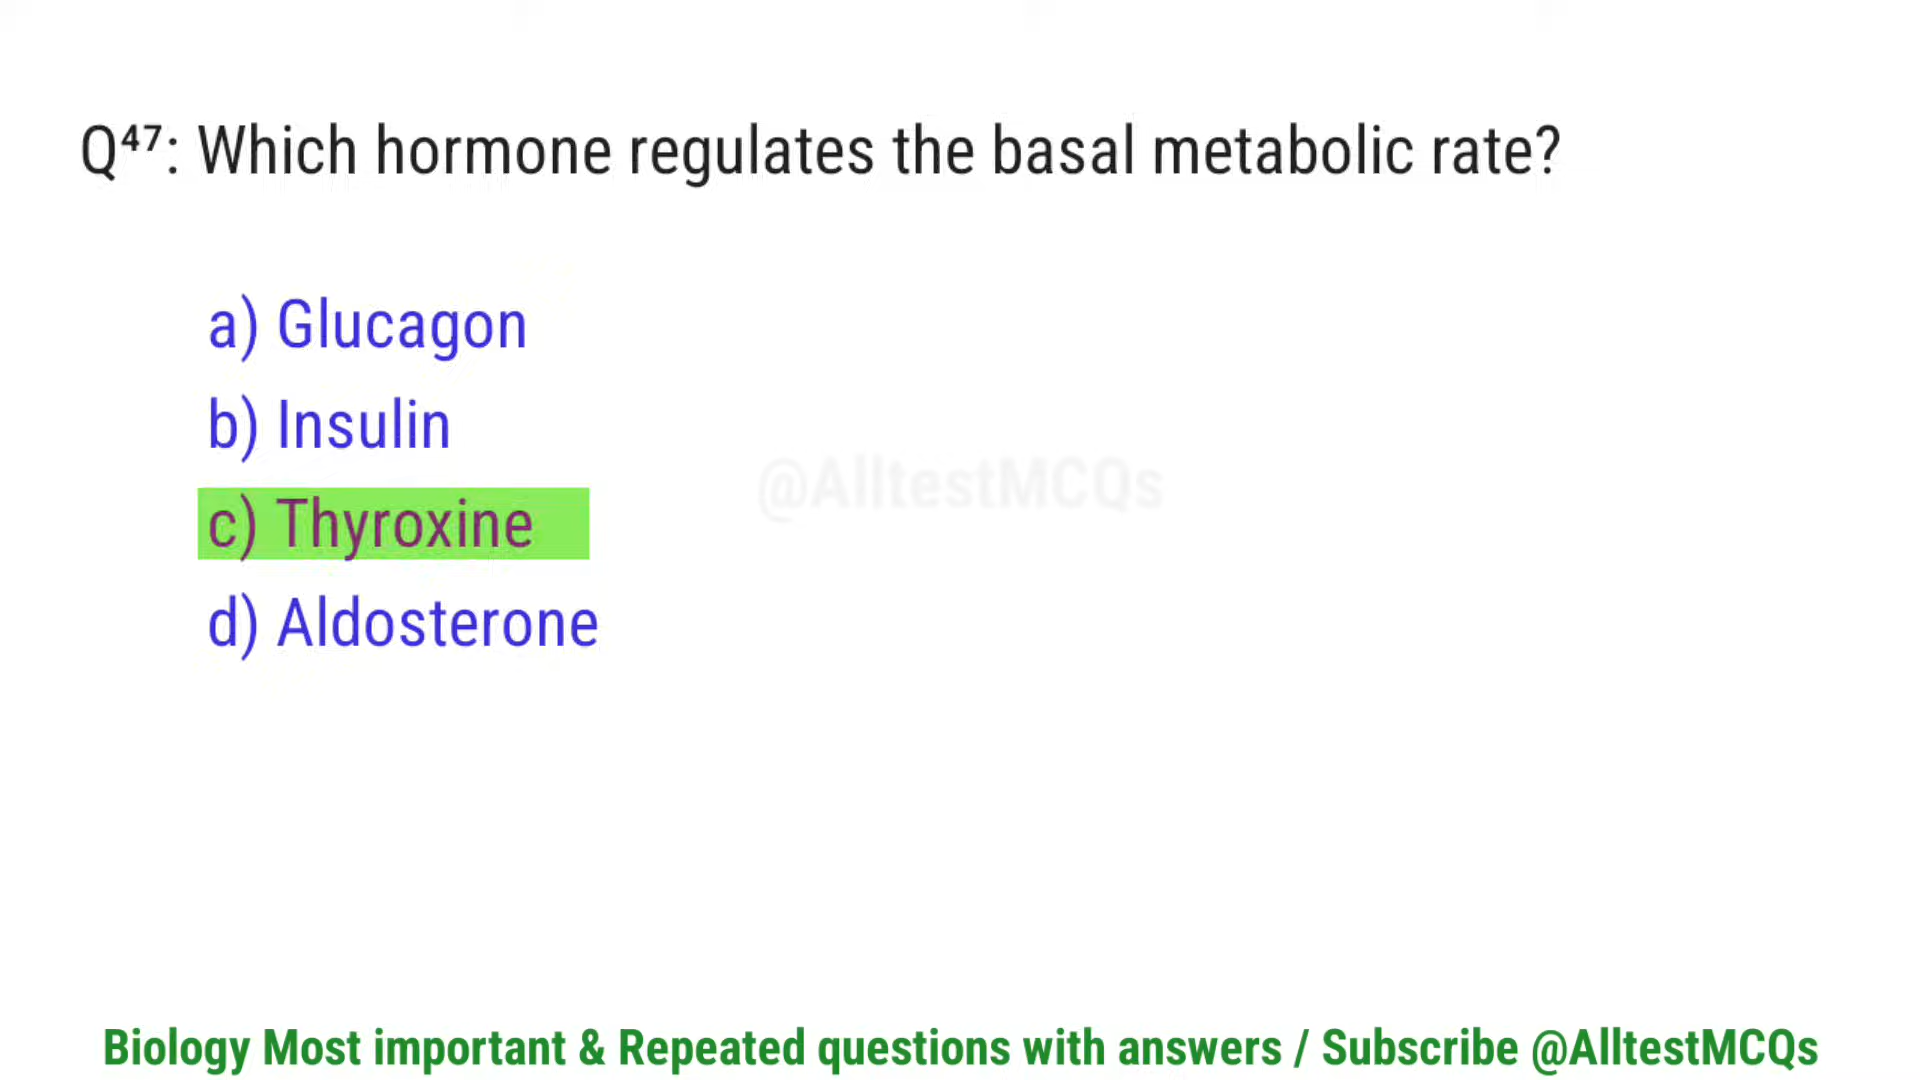 Q⁴⁷: Which hormone regulates the basal metabolic rate?
a) Glucagon
b) Insulin
@AlltestMCQs
c) Thyroxine
d) Aldosterone
Biology Most important & Repeated questions with answers / Subscribe @AlltestMCQs